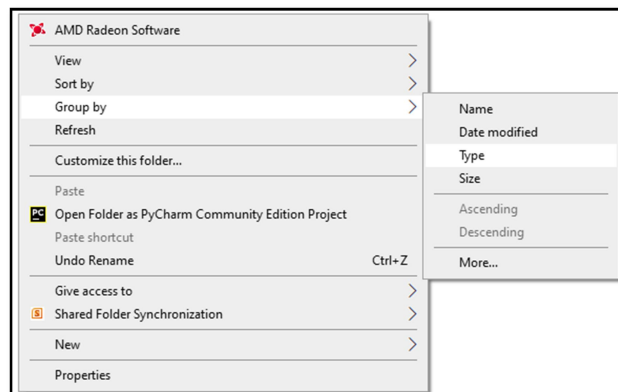 AMD Radeon Software
View
Sort by
Group by
Refresh
Customize this folder...
Paste
PC Open Folder as PyCharm Community Edition Project
Paste shortcut
Undo Rename Ctrl+Z
Give access to
S Shared Folder Synchronization
New
Properties
Name
Date modified
Type
Size
Ascending
Descending
More...